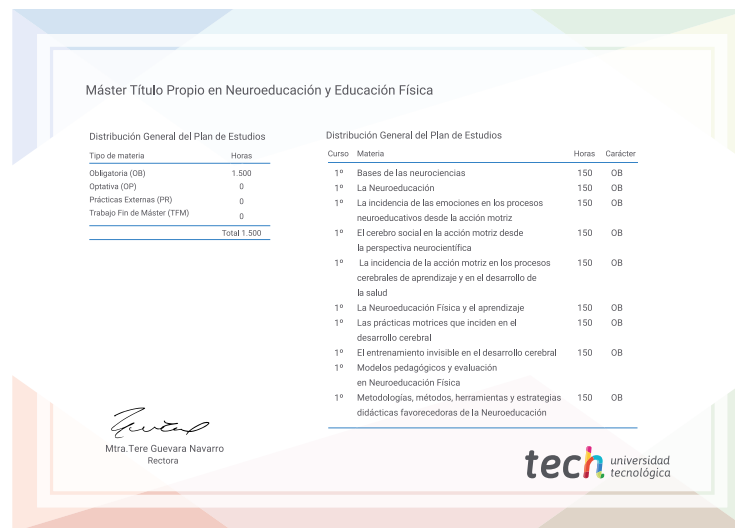 Máster Título Propio en Neuroeducación y Educación Física
Distribución General del Plan de Estudios
Tipo de materia Horas
Obligatoria (OB) 1.500
Optativa (OP) 0
Prácticas Externas (PR) 0
Trabajo Fin de Máster (TFM) 0
Total 1.500
Distribución General del Plan de Estudios
Curso Materia Horas Carácter
1º Bases de las neurociencias 150 OB
1º La Neuroeducación 150 OB
1º La incidencia de las emociones en los procesos 150 OB
neuroeducativos desde la acción motriz
1º El cerebro social en la acción motriz desde 150 OB
la perspectiva neurocientífica
1º La incidencia de la acción motriz en los procesos 150 OB
cerebrales de aprendizaje y en el desarrollo de
la salud
1º La Neuroeducación Física y el aprendizaje 150 OB
1º Las prácticas motrices que inciden en el 150 OB
desarrollo cerebral
1º El entrenamiento invisible en el desarrollo cerebral 150 OB
1º Modelos pedagógicos y evaluación
en Neuroeducación Física
1º Metodologías, métodos, herramientas y estrategias 150 OB
didácticas favorecedoras de la Neuroeducación
Mtra.Tere Guevara Navarro
Rectora
tech universidad
tecnológica